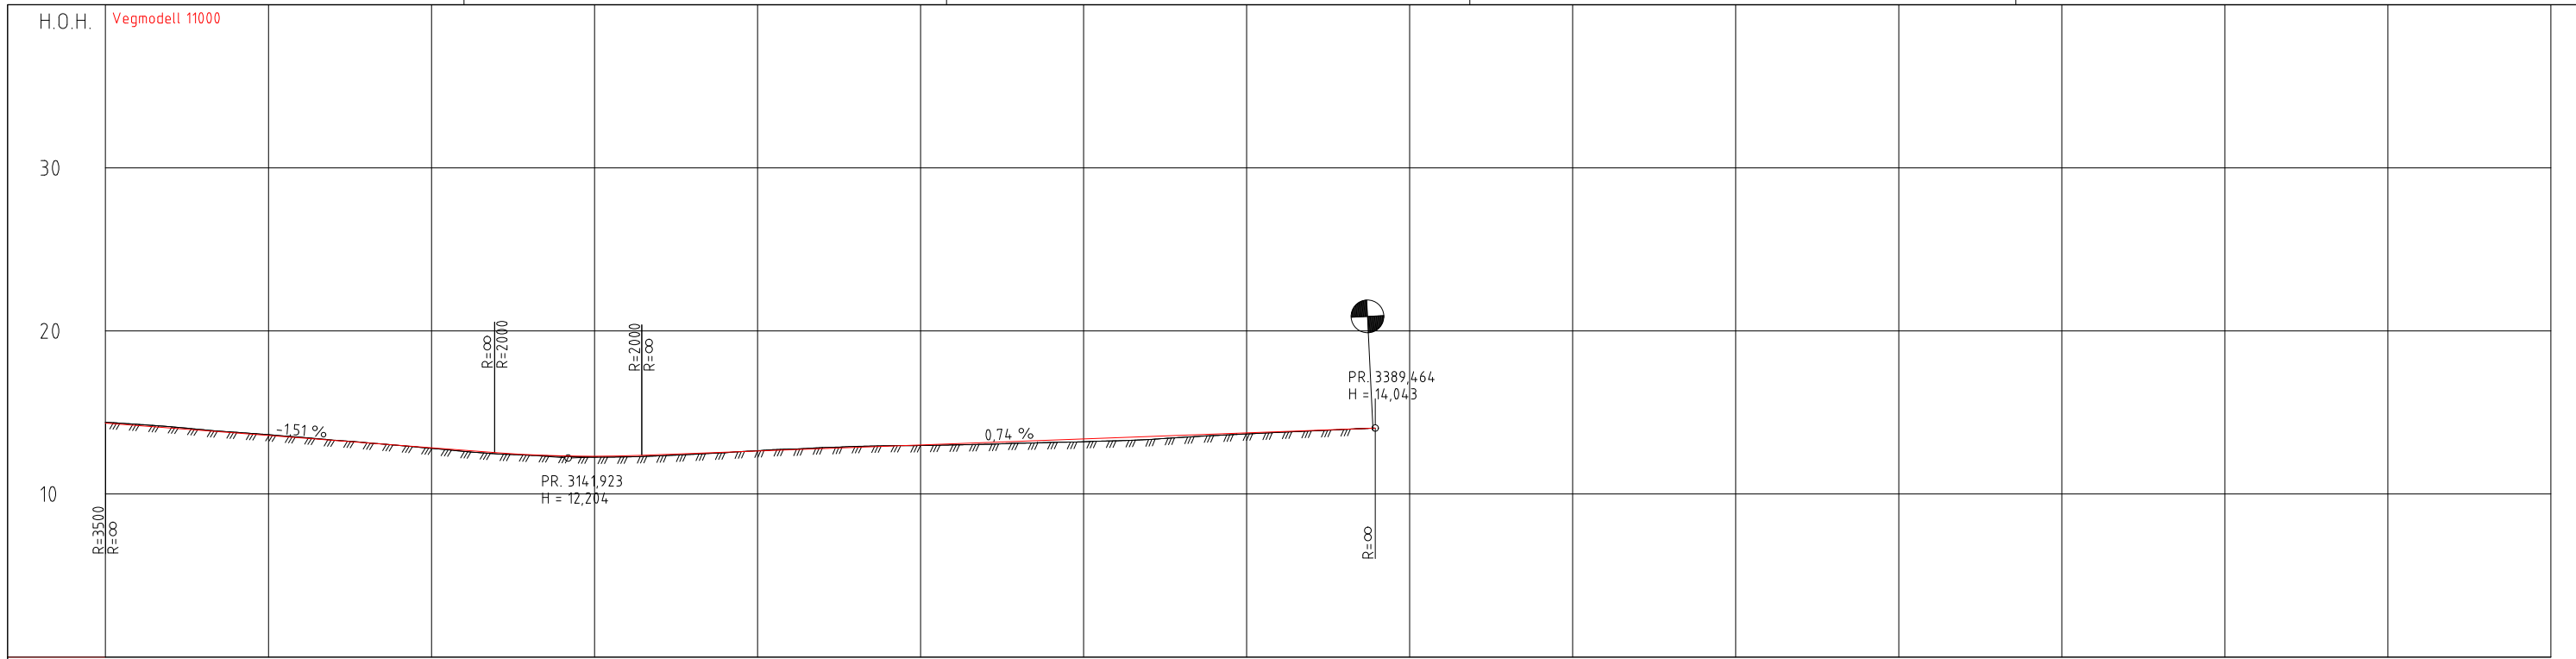 H.O.H.
Vegmodell 11000
30
20
R=∞
R=2000
R=2000
R=∞
PR. 3389,464
H = 14,043
-1,51 %
0,74 %
PR. 3141,923
H = 12,204
10
R=3500
R=∞
R=∞